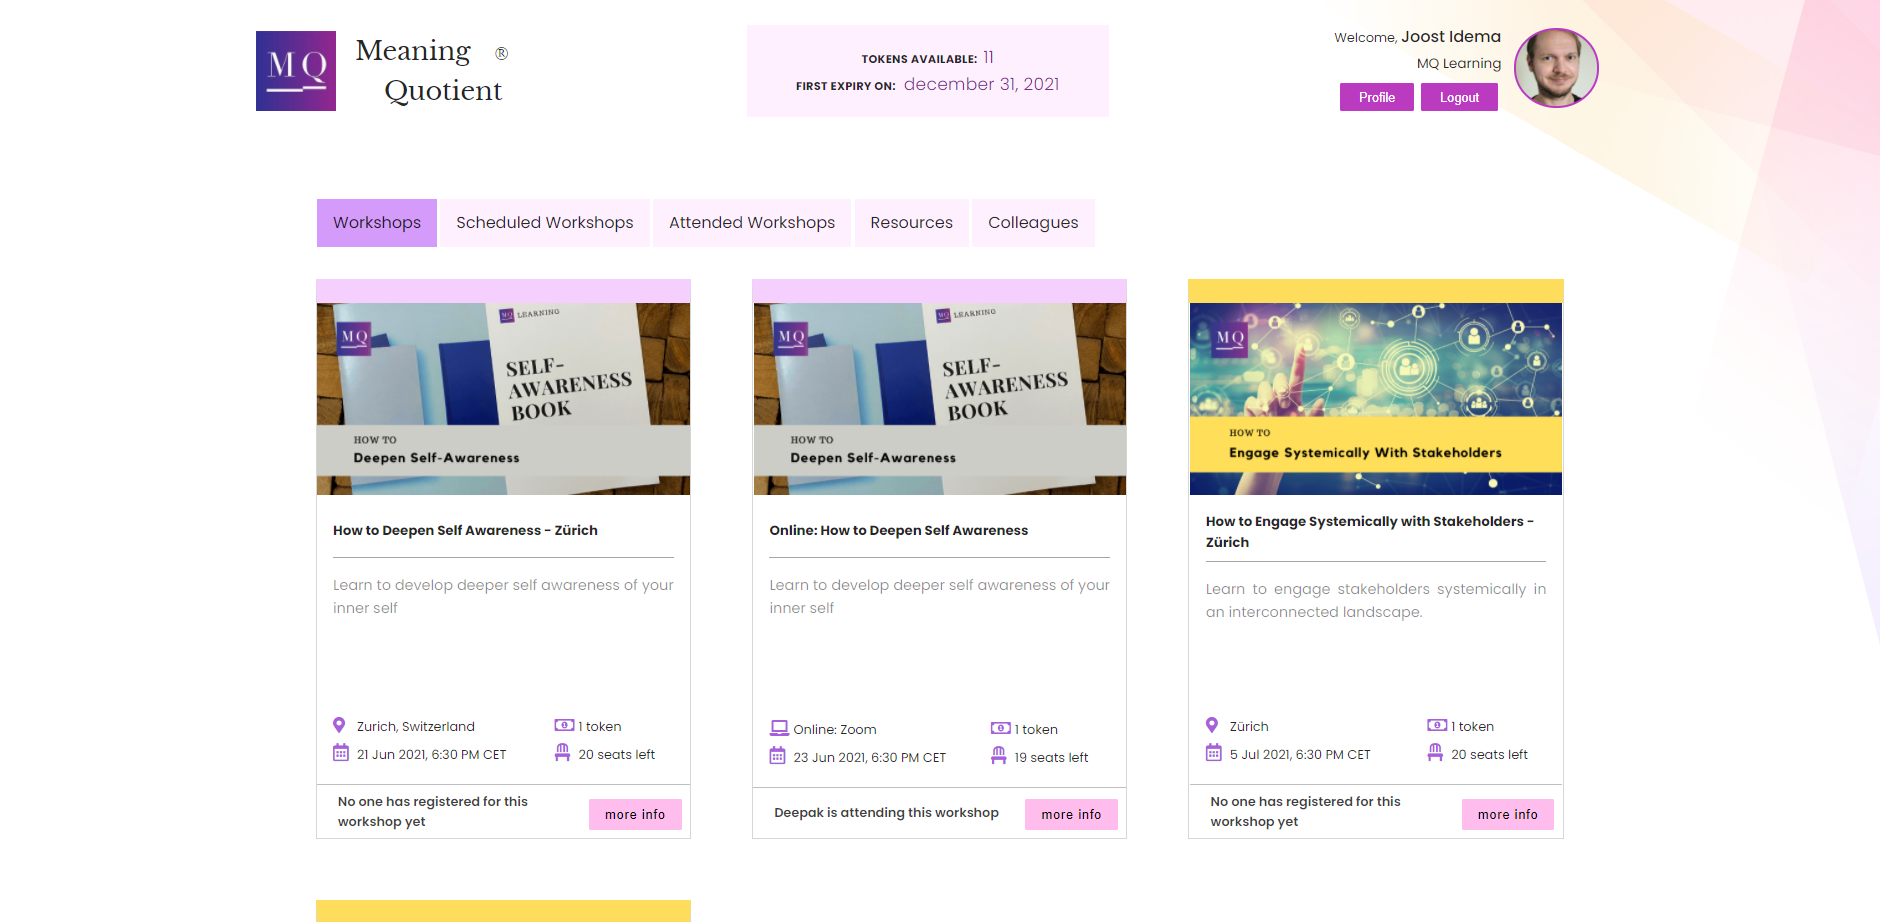 MQ
Meaning ®
Quotient
TOKENS AVAILABLE: 11
FIRST EXPIRY ON: december 31, 2021
Welcome, Joost Idema
MQ Learning
Profile
Logout
Workshops
Scheduled Workshops
Attended Workshops
Resources
Colleagues
MQ
MQ LEARNING
SELF-
AWARENESS
BOOK
HOW TO
Deepen Self-Awareness
How to Deepen Self Awareness - Zürich
Learn to develop deeper self awareness of your
inner self
Zurich, Switzerland
1 token
21 Jun 2021, 6:30 PM CET
20 seats left
No one has registered for this
workshop yet
more info
MQ
MQ LEARNING
SELF-
AWARENESS
BOOK
HOW TO
Deepen Self-Awareness
Online: How to Deepen Self Awareness
Learn to develop deeper self awareness of your
inner self
Online: Zoom
1 token
23 Jun 2021, 6:30 PM CET
19 seats left
Deepak is attending this workshop
more info
MQ
HOW TO
Engage Systemically With Stakeholders
How to Engage Systemically with Stakeholders -
Zürich
Learn to engage stakeholders systemically in
an interconnected landscape.
Zürich
1 token
5 Jul 2021, 6:30 PM CET
20 seats left
No one has registered for this
workshop yet
more info